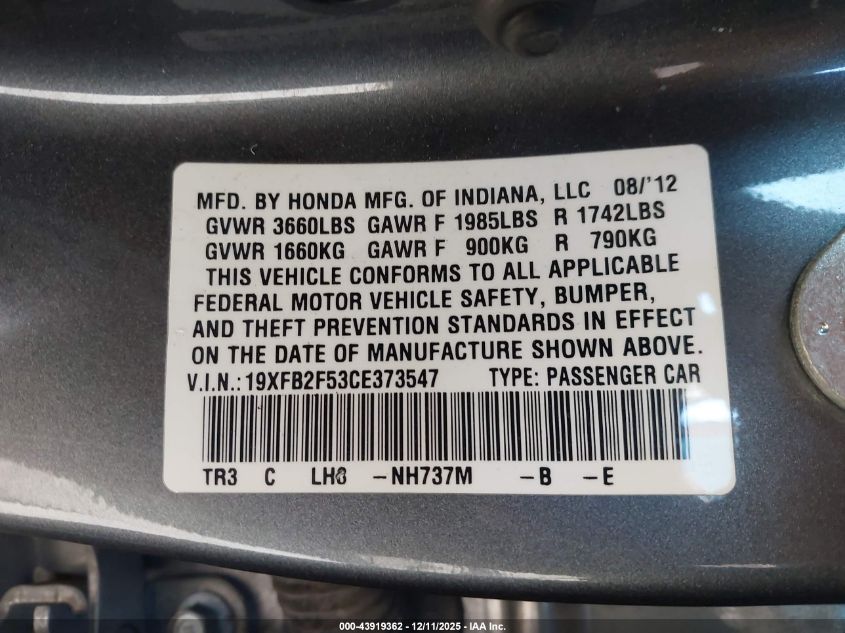 MFD. BY HONDA MFG. OF INDIANA, LLC 08/'12
GVWR 3660LBS GAWR F 1985LBS R 1742LBS
GVWR 1660KG GAWR F 900KG R 790KG
THIS VEHICLE CONFORMS TO ALL APPLICABLE
FEDERAL MOTOR VEHICLE SAFETY, BUMPER,
AND THEFT PREVENTION STANDARDS IN EFFECT
ON THE DATE OF MANUFACTURE SHOWN ABOVE.
V.I.N.:19XFB2F53CE373547 TYPE: PASSENGER CAR
TR3 C -NH737M -B -E
000-43919362 - 12/11/2025 - IAA Inc.